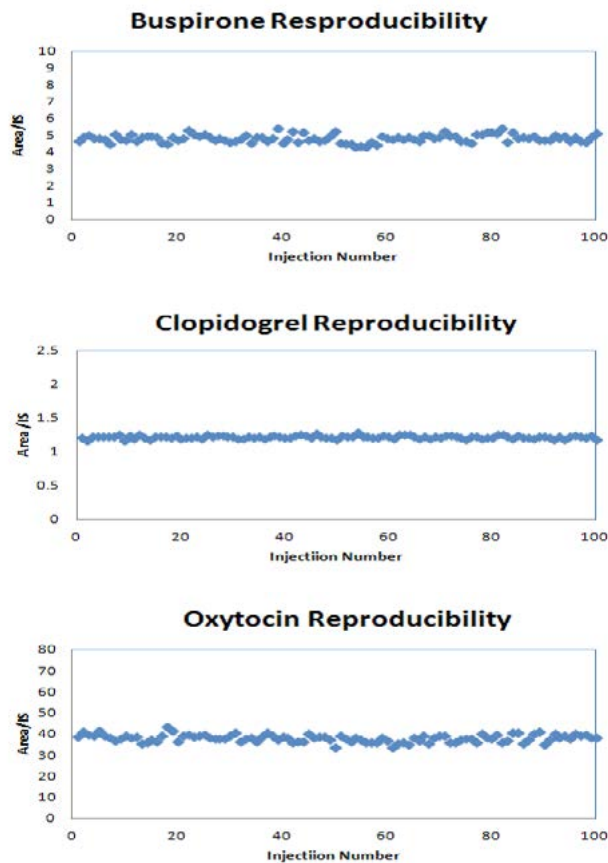 Buspirone Resproducibility
10
9
8
7
6
5
4
3
2
1
0
Area/IS
0 20 40 60 80 100
Injection Number
Clopidogrel Reproducibility
2.5
2
1.5
1
0.5
0
Area/IS
0 20 40 60 80 100
Injectiion Number
Oxytocin Reproducibility
80
70
60
50
40
30
20
10
0
Area/IS
0 20 40 60 80 100
Injectiion Number